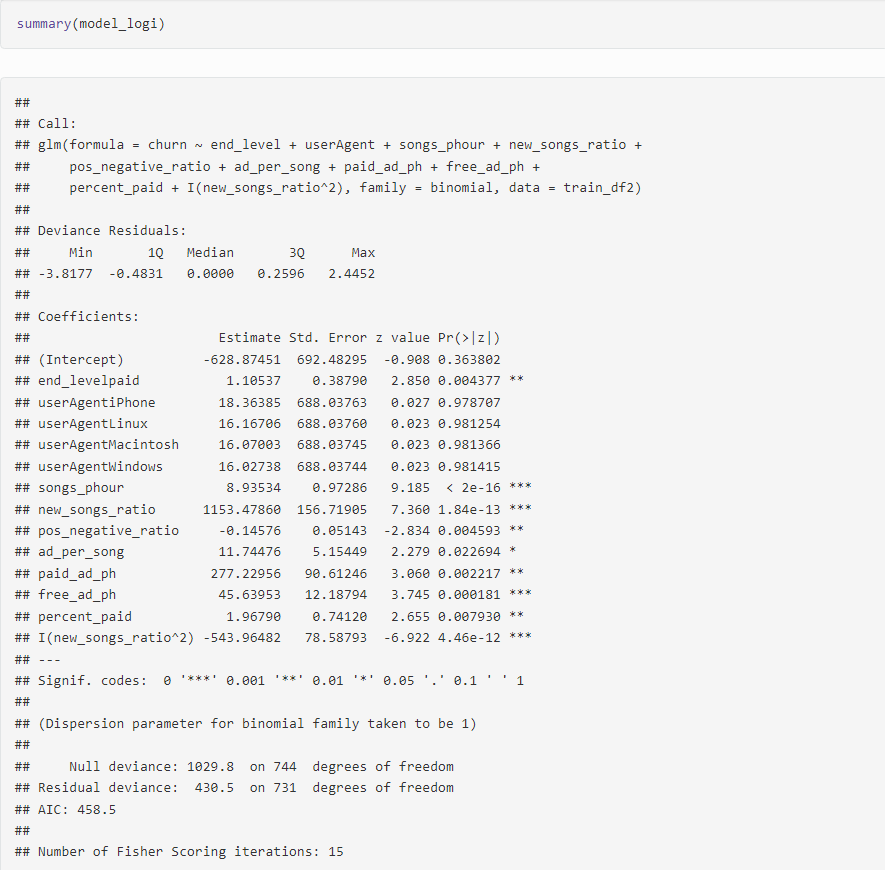 summary(model_logi)
##
## Call:
## glm(formula = churn ~ end_level + userAgent + songs_phour + new_songs_ratio +
##     pos_negative_ratio + ad_per_song + paid_ad_ph + free_ad_ph +
##     percent_paid + I(new_songs_ratio^2), family = binomial, data = train_df2)
##
## Deviance Residuals:
##     Min       1Q   Median       3Q      Max
## -3.8177  -0.4831   0.0000   0.2596   2.4452
##
## Coefficients:
##                        Estimate Std. Error z value Pr(>|z|)
## (Intercept)          -628.87451  692.48295  -0.908 0.363802
## end_levelpaid           1.10537    0.38790   2.850 0.004377 **
## userAgentiPhone        18.36385  688.03763   0.027 0.978707
## userAgentLinux         16.16706  688.03760   0.023 0.981254
## userAgentMacintosh     16.07003  688.03745   0.023 0.981366
## userAgentWindows       16.02738  688.03744   0.023 0.981415
## songs_phour             8.93534    0.97286   9.185  < 2e-16 ***
## new_songs_ratio      1153.47860  156.71905   7.360 1.84e-13 ***
## pos_negative_ratio     -0.14576    0.05143  -2.834 0.004593 **
## ad_per_song            11.74476    5.15449   2.279 0.022694 *
## paid_ad_ph            277.22956   90.61246   3.060 0.002217 **
## free_ad_ph             45.63953   12.18794   3.745 0.000181 ***
## percent_paid            1.96790    0.74120   2.655 0.007930 **
## I(new_songs_ratio^2) -543.96482   78.58793  -6.922 4.46e-12 ***
## ---
## Signif. codes:  0 '***' 0.001 '**' 0.01 '*' 0.05 '.' 0.1 ' ' 1
##
## (Dispersion parameter for binomial family taken to be 1)
##
##     Null deviance: 1029.8  on 744  degrees of freedom
## Residual deviance:  430.5  on 731  degrees of freedom
## AIC: 458.5
##
## Number of Fisher Scoring iterations: 15